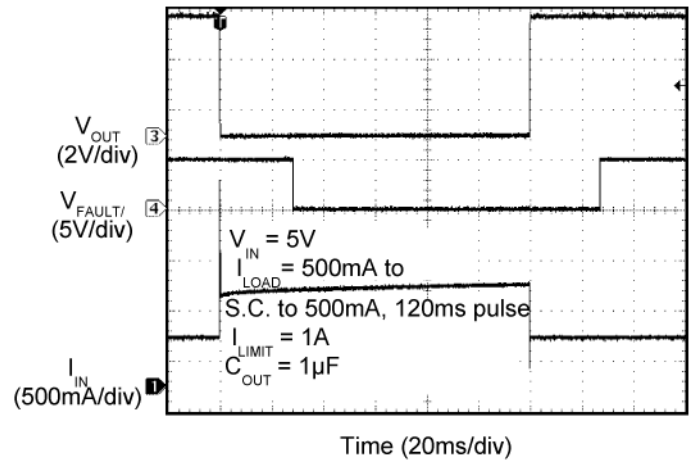 T
V_OUT
(2V/div)
3
V_FAULT/
(5V/div)
4
V_IN = 5V
I_LOAD = 500mA to
S.C. to 500mA, 120ms pulse
I_LIMIT = 1A
C_OUT = 1µF
I_IN
(500mA/div)
1
Time (20ms/div)